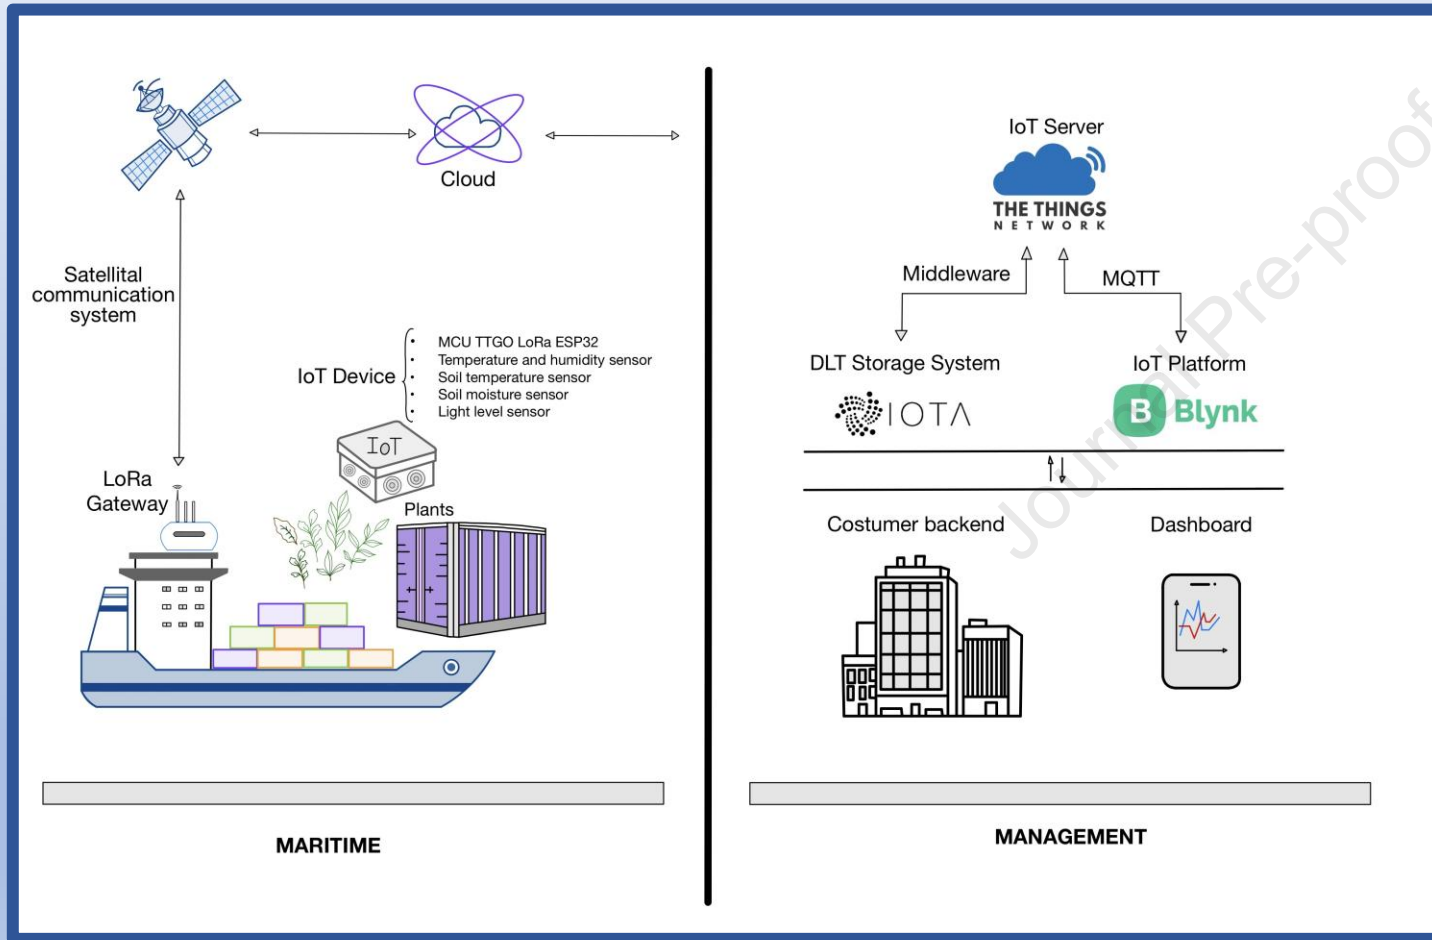 Cloud
Satellital
communication
system
IoT Device
• MCU TTGO LoRa ESP32
• Temperature and humidity sensor
• Soil temperature sensor
• Soil moisture sensor
• Light level sensor
IoT
LoRa
Gateway
Plants
MARITIME
IoT Server
THE THINGS
NETWORK
Middleware
MQTT
DLT Storage System
IoT Platform
IOTA
B Blynk
Costumer backend
Dashboard
MANAGEMENT
Journal Pre-proof